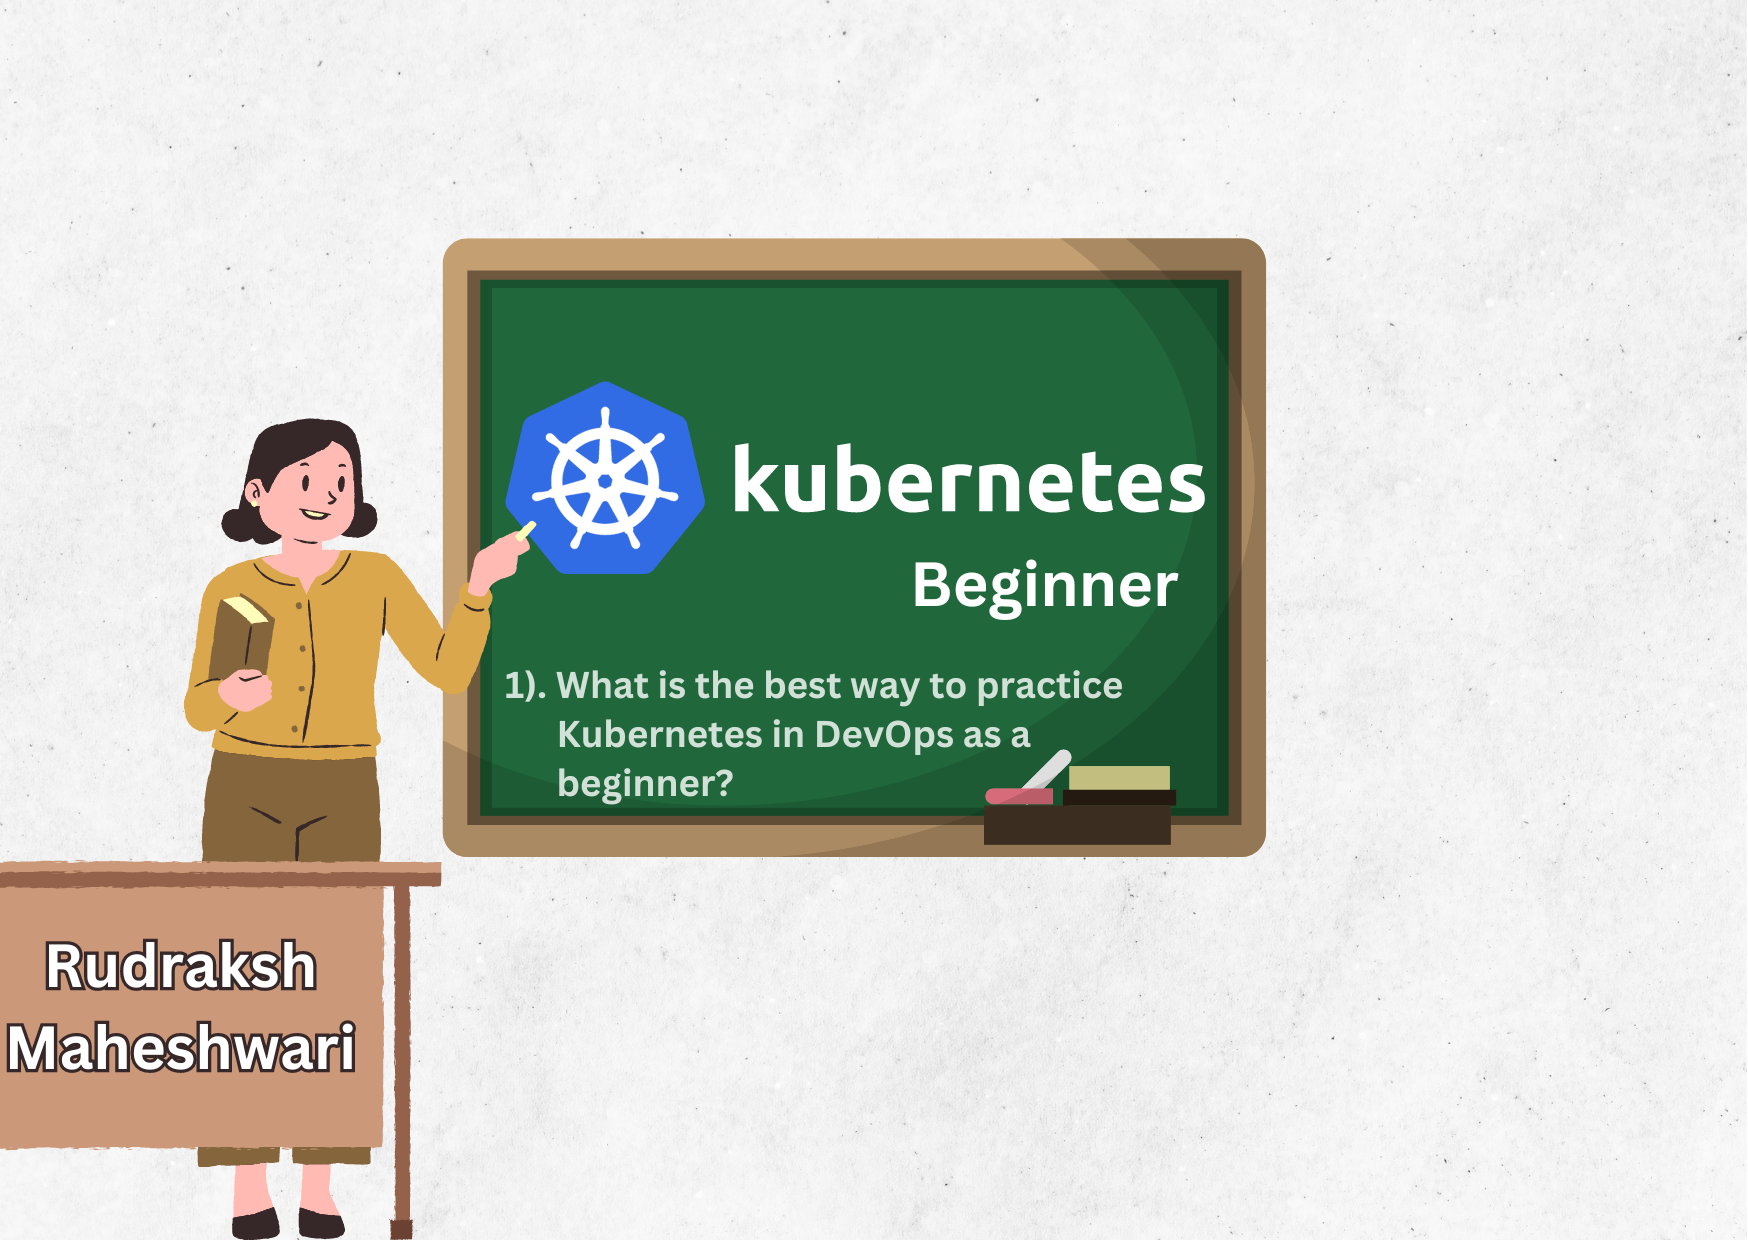 kubernetes
Beginner
1). What is the best way to practice
Kubernetes in DevOps as a
beginner?
Rudraksh
Maheshwari